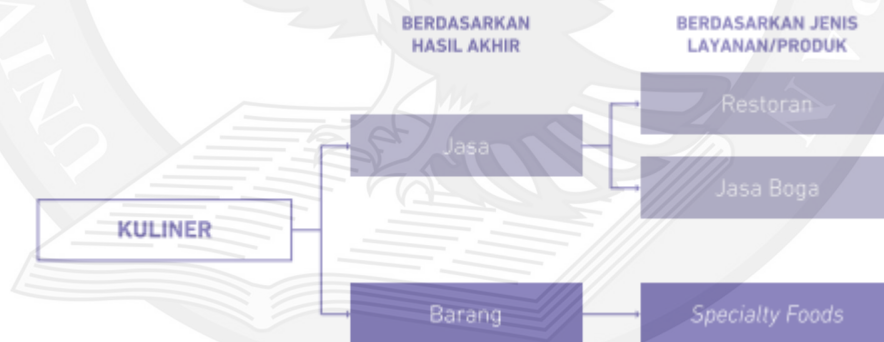 BERDASARKAN
HASIL AKHIR
BERDASARKAN JENIS
LAYANAN/PRODUK
Restoran
Jasa
Jasa Boga
KULINER
Barang
Specialty Foods